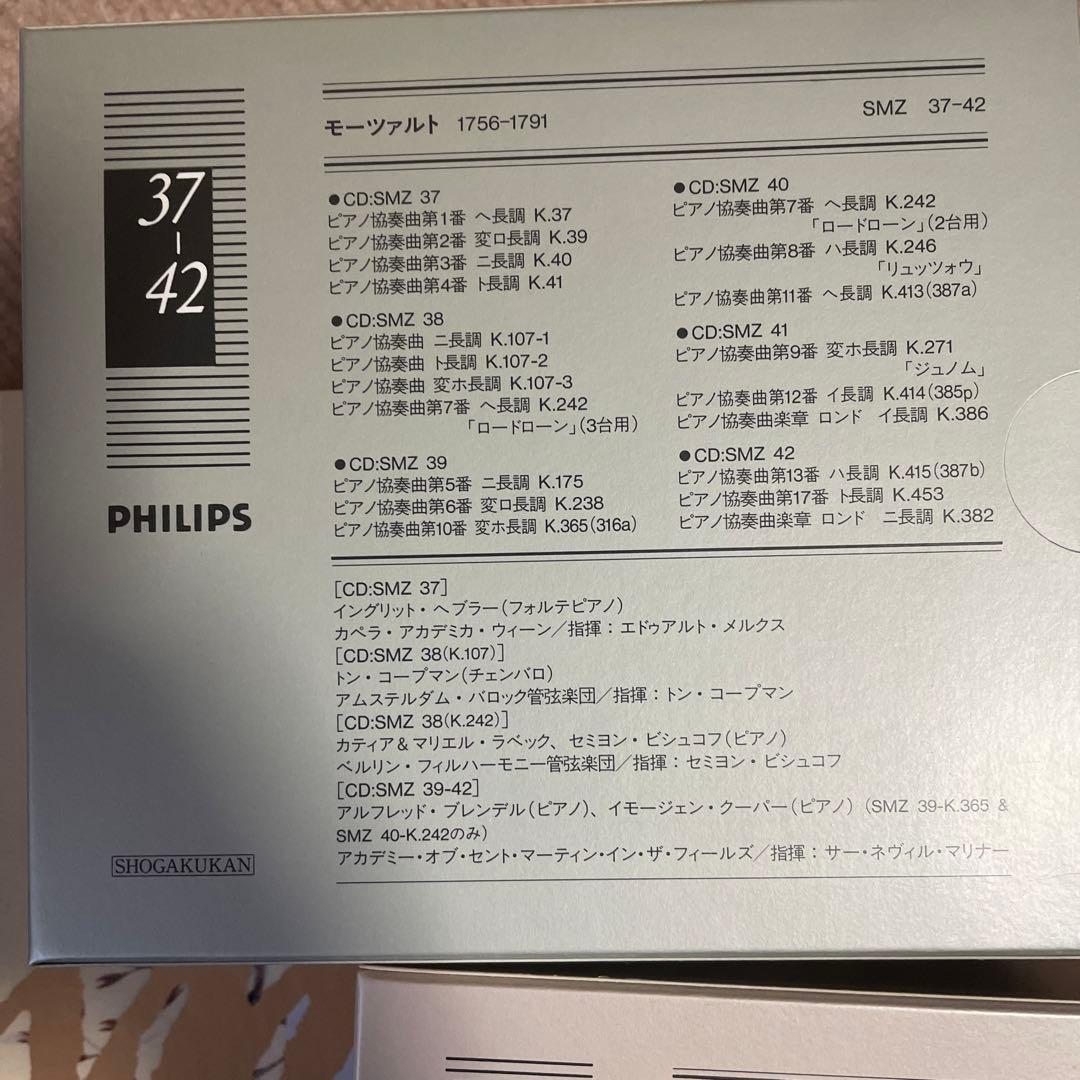 37
-
42
PHILIPS
SHOGAKUKAN
モーツァルト 1756-1791
SMZ 37-42
●CD:SMZ 37
ピアノ協奏曲第1番 ヘ長調 K.37
ピアノ協奏曲第2番 変ロ長調 K.39
ピアノ協奏曲第3番 ニ長調 K.40
ピアノ協奏曲第4番 ト長調 K.41
●CD:SMZ 38
ピアノ協奏曲 ニ長調 K.107-1
ピアノ協奏曲 ト長調 K.107-2
ピアノ協奏曲 変ホ長調 K.107-3
ピアノ協奏曲第7番 ヘ長調 K.242
「ロードローン」(3台用)
●CD:SMZ 39
ピアノ協奏曲第5番 ニ長調 K.175
ピアノ協奏曲第6番 変ロ長調 K.238
ピアノ協奏曲第10番 変ホ長調 K.365(316a)
●CD:SMZ 40
ピアノ協奏曲第7番 ヘ長調 K.242
「ロードローン」(2台用)
ピアノ協奏曲第8番 ハ長調 K.246
「リュッツォウ」
ピアノ協奏曲第11番 ヘ長調 K.413(387a)
●CD:SMZ 41
ピアノ協奏曲第9番 変ホ長調 K.271
「ジュノム」
ピアノ協奏曲第12番 イ長調 K.414(385p)
ピアノ協奏曲楽章 ロンド イ長調 K.386
●CD:SMZ 42
ピアノ協奏曲第13番 ハ長調 K.415(387b)
ピアノ協奏曲第17番 ト長調 K.453
ピアノ協奏曲楽章 ロンド ニ長調 K.382
[CD:SMZ 37]
イングリット・ヘブラー(フォルテピアノ)
カペラ・アカデミカ・ウィーン/指揮：エドゥアルト・メルクス
[CD:SMZ 38(K.107)]
トン・コープマン(チェンバロ)
アムステルダム・バロック管弦楽団/指揮：トン・コープマン
[CD:SMZ 38(K.242)]
カティア&マリエル・ラベック、セミヨン・ビシュコフ(ピアノ)
ベルリン・フィルハーモニー管弦楽団/指揮：セミヨン・ビシュコフ
[CD:SMZ 39-42]
アルフレッド・ブレンデル(ピアノ)、イモージェン・クーパー(ピアノ) (SMZ 39-K.365 &
SMZ 40-K.242のみ)
アカデミー・オブ・セント・マーティン・イン・ザ・フィールズ/指揮：サー・ネヴィル・マリナー